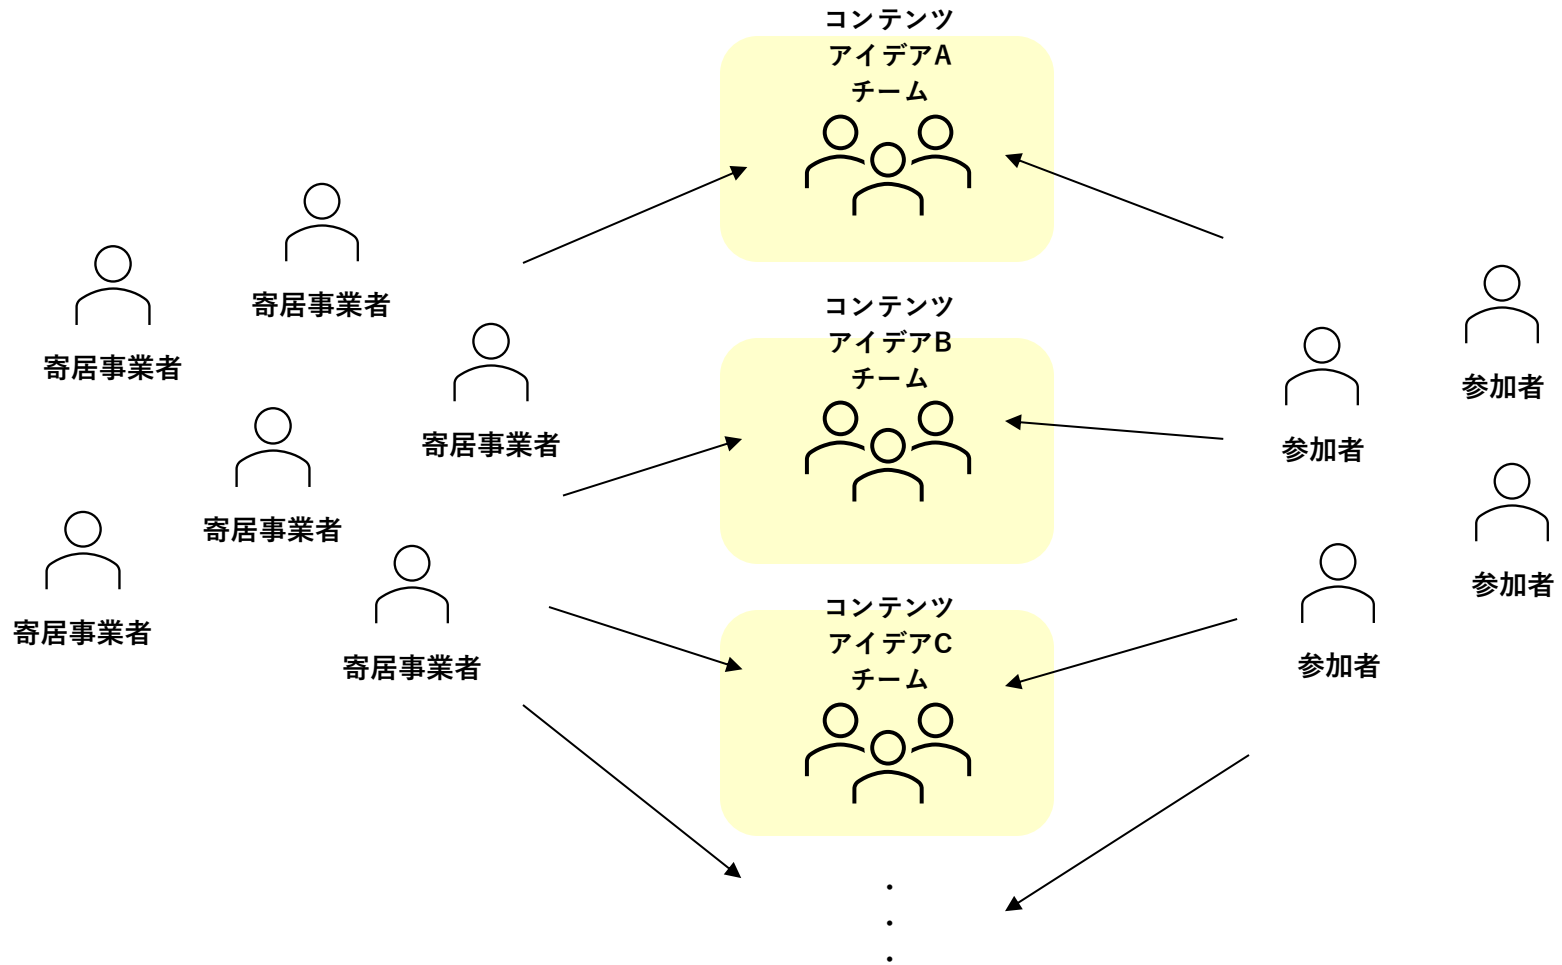 コンテンツ
アイデアA
チーム
寄居事業者
寄居事業者
寄居事業者
寄居事業者
寄居事業者
寄居事業者
コンテンツ
アイデアB
チーム
コンテンツ
アイデアC
チーム
・
・
・
参加者
参加者
参加者
参加者